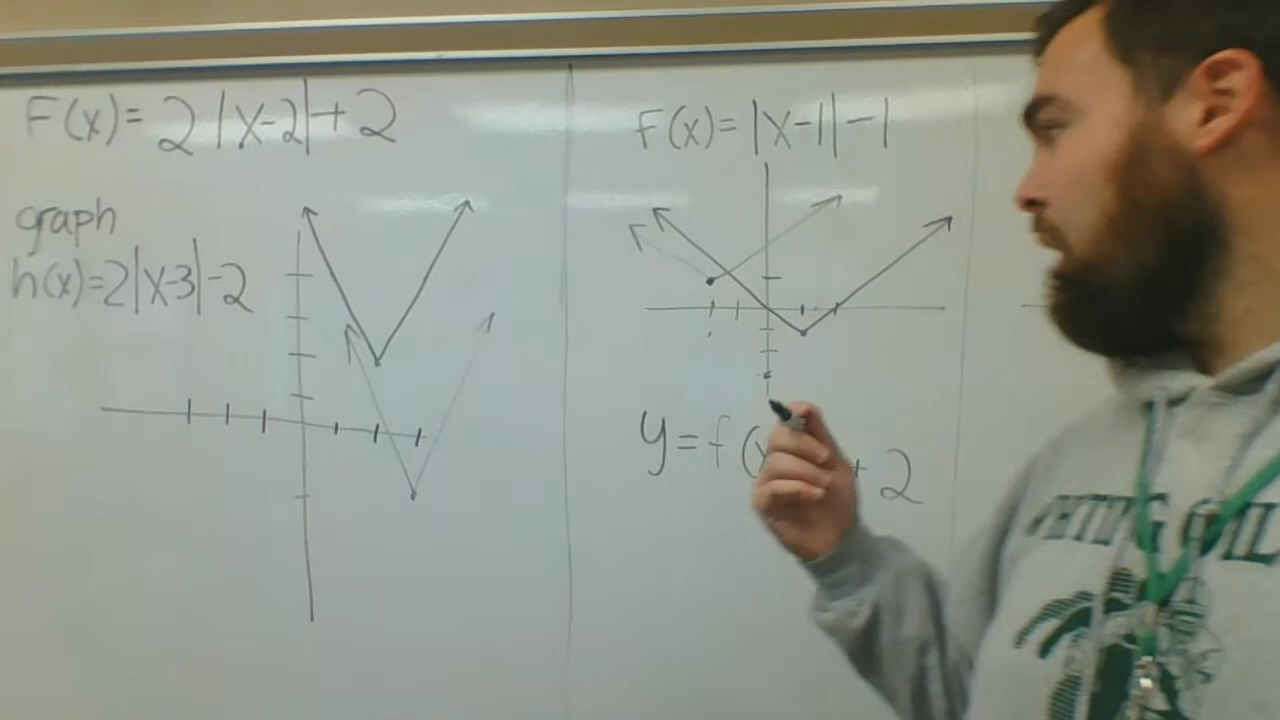 F(x)= 2|x-2|+2
graph
h(x)=2|x-3|-2
F(x)= |x-1|-1
y=f(x + 2